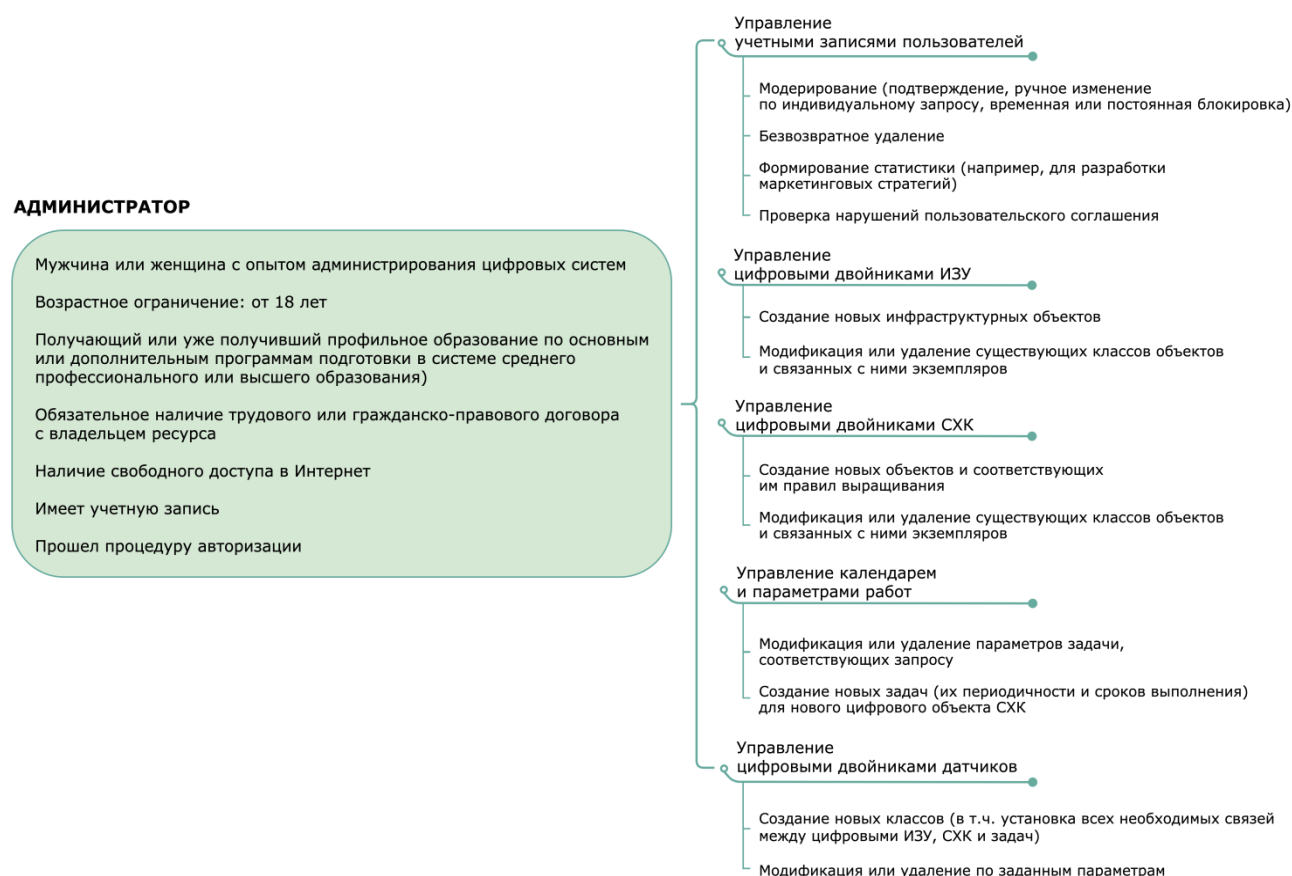 АДМИНИСТРАТОР
Мужчина или женщина с опытом администрирования цифровых систем
Возрастное ограничение: от 18 лет
Получающий или уже получивший профильное образование по основным
или дополнительным программам подготовки в системе среднего
профессионального или высшего образования)
Обязательное наличие трудового или гражданско-правового договора
с владельцем ресурса
Наличие свободного доступа в Интернет
Имеет учетную запись
Прошел процедуру авторизации
Управление
учетными записями пользователей
Модерирование (подтверждение, ручное изменение
по индивидуальному запросу, временная или постоянная блокировка)
Безвозвратное удаление
Формирование статистики (например, для разработки
маркетинговых стратегий)
Проверка нарушений пользовательского соглашения
Управление
цифровыми двойниками ИЗУ
Создание новых инфраструктурных объектов
Модификация или удаление существующих классов объектов
и связанных с ними экземпляров
Управление
цифровыми двойниками СХК
Создание новых объектов и соответствующих
им правил выращивания
Модификация или удаление существующих классов объектов
и связанных с ними экземпляров
Управление календарем
и параметрами работ
Модификация или удаление параметров задачи,
соответствующих запросу
Создание новых задач (их периодичности и сроков выполнения)
для нового цифрового объекта СХК
Управление
цифровыми двойниками датчиков
Создание новых классов (в т.ч. установка всех необходимых связей
между цифровыми ИЗУ, СХК и задач)
Модификация или удаление по заданным параметрам